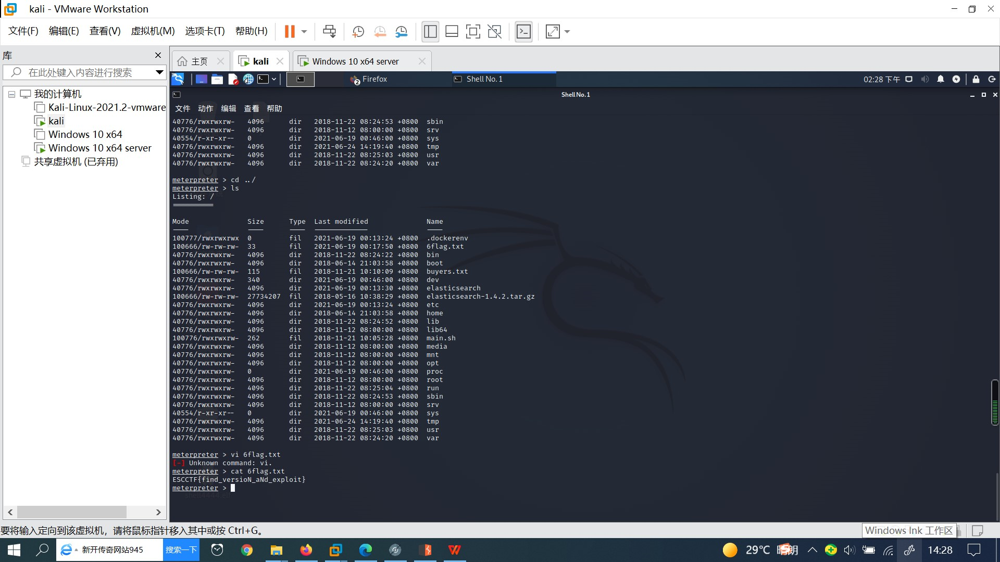 kali - VMware Workstation
文件(F) 编辑(E) 查看(V) 虚拟机(M) 选项卡(T) 帮助(H)
库
在此处键入内容进行搜索
我的计算机
Kali-Linux-2021.2-vmware
kali
Windows 10 x64
Windows 10 x64 server
共享虚拟机 (已弃用)
主页 kali Windows 10 x64 server
2 Firefox Shell No. 1 02:28 下午
Shell No. 1
文件 动作 编辑 查看 帮助
40776/rwxrwxrw- 4096 dir 2018-11-22 08:24:53 +0800 sbin
40776/rwxrwxrw- 4096 dir 2018-11-12 08:00:00 +0800 srv
40554/r-xr-xr-- 0 dir 2021-06-19 00:46:00 +0800 sys
40776/rwxrwxrw- 4096 dir 2021-06-24 14:19:40 +0800 tmp
40776/rwxrwxrw- 4096 dir 2018-11-22 08:25:03 +0800 usr
40776/rwxrwxrw- 4096 dir 2018-11-22 08:24:20 +0800 var
meterpreter > cd ../
meterpreter > ls
Listing: /
==========
Mode Size Type Last modified Name
---- ---- ---- ------------- ----
100777/rwxrwxrwx 0 fil 2021-06-19 00:13:24 +0800 .dockerenv
100666/rw-rw-rw- 33 fil 2021-06-19 00:17:50 +0800 6flag.txt
40776/rwxrwxrw- 4096 dir 2018-11-22 08:24:22 +0800 bin
40776/rwxrwxrw- 4096 dir 2018-06-14 21:03:58 +0800 boot
100666/rw-rw-rw- 115 fil 2018-11-21 10:10:09 +0800 buyers.txt
40776/rwxrwxrw- 340 dir 2021-06-19 00:46:00 +0800 dev
40776/rwxrwxrw- 4096 dir 2021-06-19 00:13:30 +0800 elasticsearch
100666/rw-rw-rw- 27734207 fil 2018-05-16 10:38:29 +0800 elasticsearch-1.4.2.tar.gz
40776/rwxrwxrw- 4096 dir 2021-06-19 00:13:24 +0800 etc
40776/rwxrwxrw- 4096 dir 2018-06-14 21:03:58 +0800 home
40776/rwxrwxrw- 4096 dir 2018-11-22 08:24:52 +0800 lib
40776/rwxrwxrw- 4096 dir 2018-11-12 08:00:00 +0800 lib64
100776/rwxrwxrw- 262 fil 2018-11-21 10:05:28 +0800 main.sh
40776/rwxrwxrw- 4096 dir 2018-11-12 08:00:00 +0800 media
40776/rwxrwxrw- 4096 dir 2018-11-12 08:00:00 +0800 mnt
40776/rwxrwxrw- 4096 dir 2018-11-12 08:00:00 +0800 opt
40776/rwxrwxrw- 0 dir 2021-06-19 00:46:00 +0800 proc
40776/rwxrwxrw- 4096 dir 2018-11-12 08:00:00 +0800 root
40776/rwxrwxrw- 4096 dir 2018-11-22 08:25:04 +0800 run
40776/rwxrwxrw- 4096 dir 2018-11-22 08:24:53 +0800 sbin
40776/rwxrwxrw- 4096 dir 2018-11-12 08:00:00 +0800 srv
40554/r-xr-xr-- 0 dir 2021-06-19 00:46:00 +0800 sys
40776/rwxrwxrw- 4096 dir 2021-06-24 14:19:40 +0800 tmp
40776/rwxrwxrw- 4096 dir 2018-11-22 08:25:03 +0800 usr
40776/rwxrwxrw- 4096 dir 2018-11-22 08:24:20 +0800 var
meterpreter > vi 6flag.txt
[-] Unknown command: vi.
meterpreter > cat 6flag.txt
ESCCTF{find_versioN_aNd_exploit}
meterpreter >
要将输入定向到该虚拟机，请将鼠标指针移入其中或按 Ctrl+G。
Windows Ink 工作区
新开传奇网站945 搜索一下 29°C 晴朗 14:28